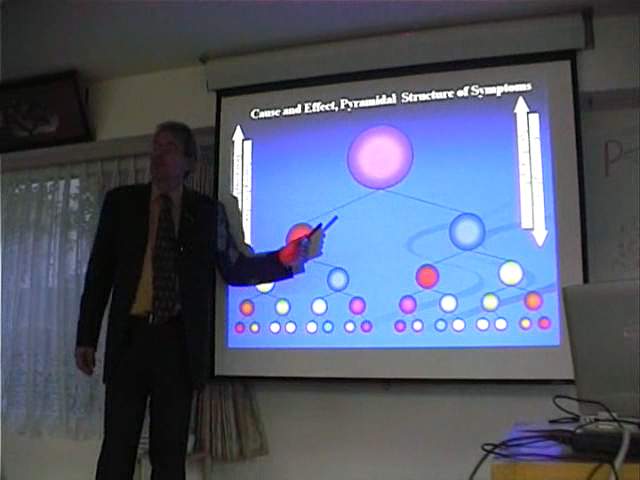 Cause and Effect, Pyramidal Structure of Symptoms